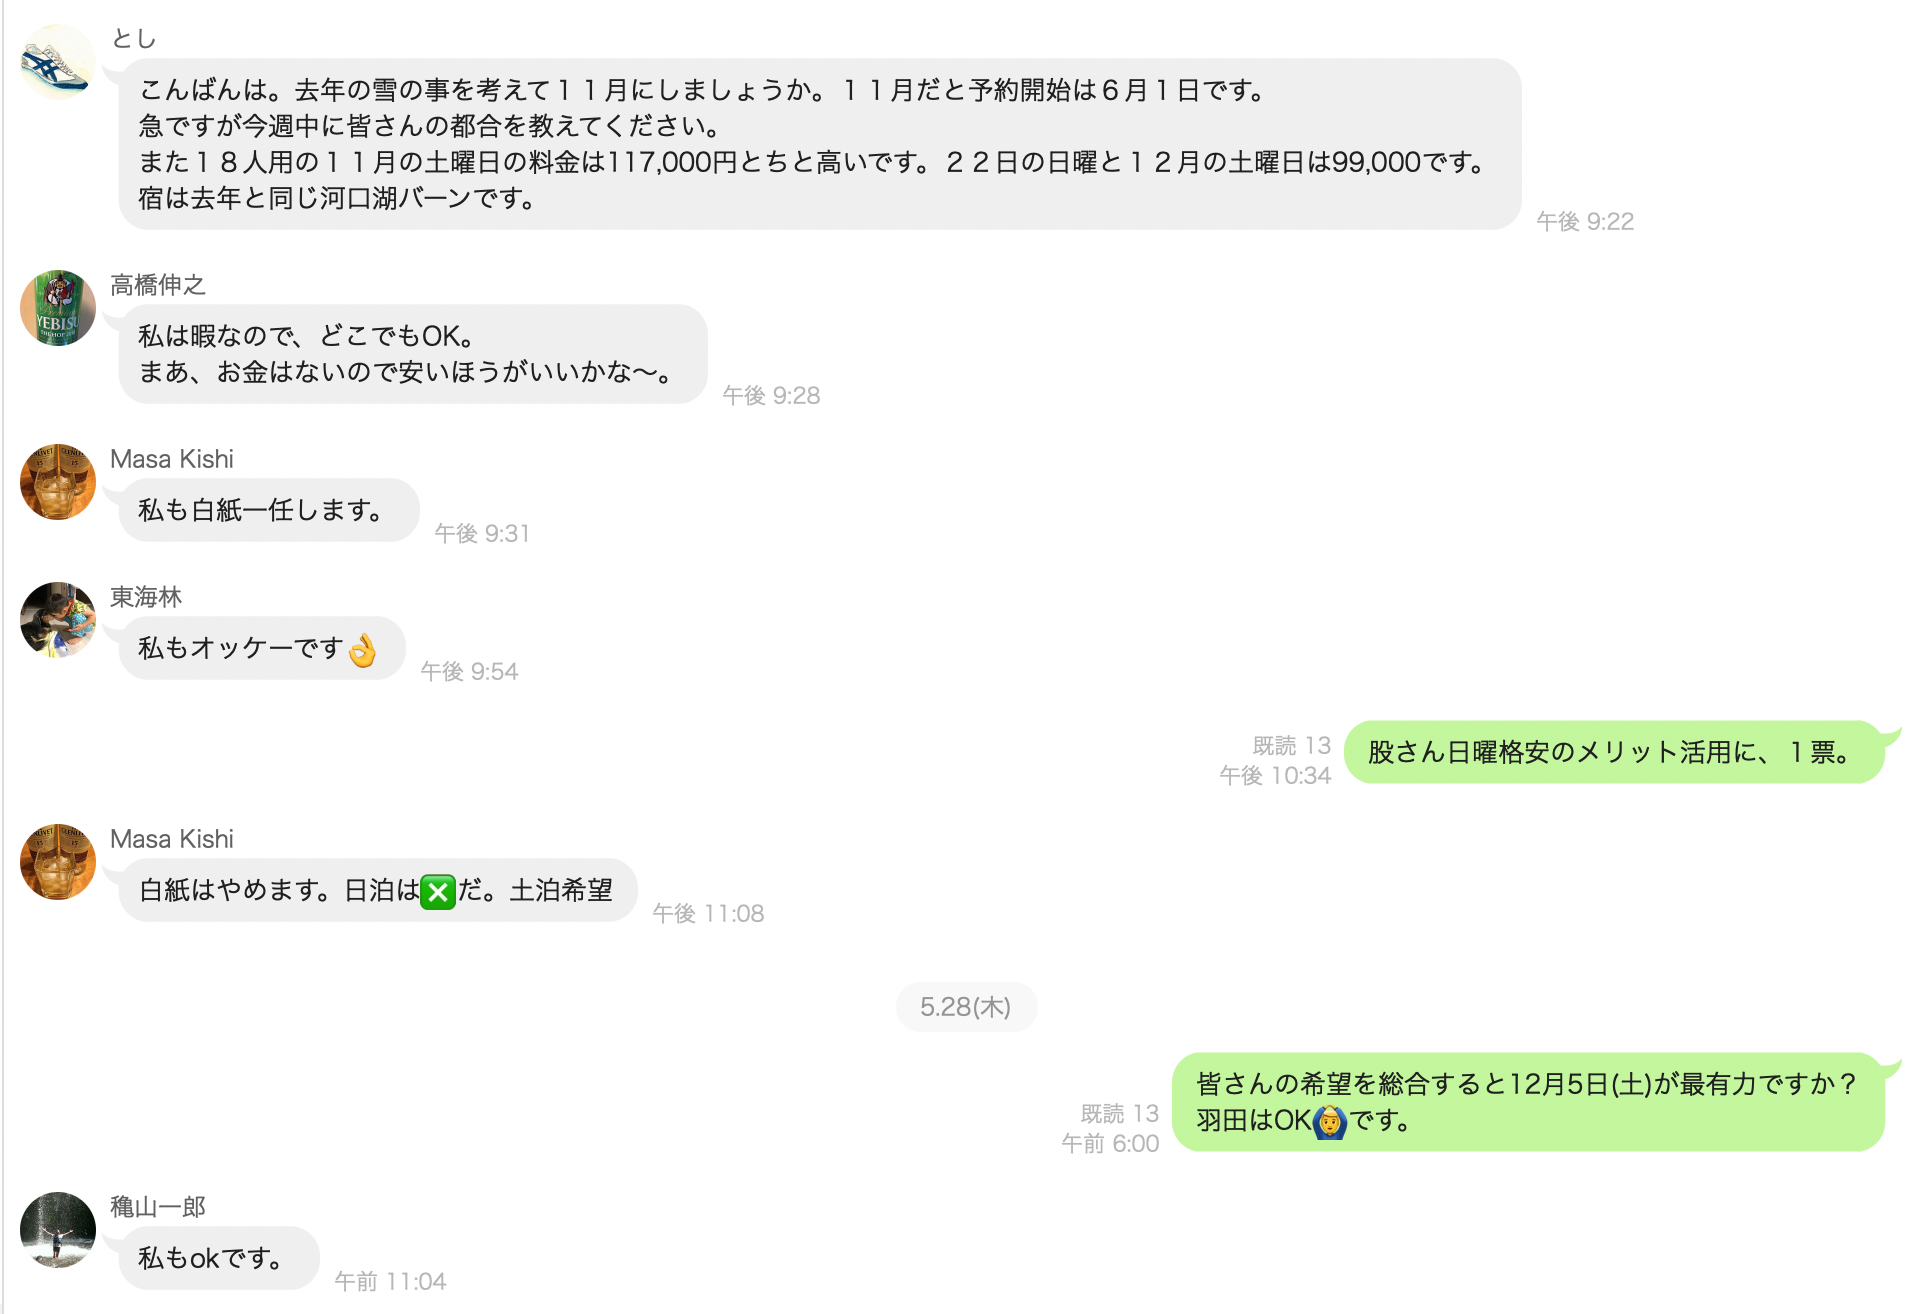 とし
こんばんは。去年の雪の事を考えて１１月にしましょうか。１１月だと予約開始は６月１日です。
急ですが今週中に皆さんの都合を教えてください。
また１８人用の１１月の土曜日の料金は117,000円とちと高いです。２２日の日曜と１２月の土曜日は99,000です。
宿は去年と同じ河口湖バーンです。
午後 9:22
高橋伸之
YEBISU
私は暇なので、どこでもOK。
まあ、お金はないので安いほうがいいかな〜。
午後 9:28
Masa Kishi
私も白紙一任します。
午後 9:31
東海林
私もオッケーです👌
午後 9:54
既読 13
午後 10:34
股さん日曜格安のメリット活用に、１票。
Masa Kishi
白紙はやめます。日泊は❎だ。土泊希望
午後 11:08
5.28(木)
皆さんの希望を総合すると12月5日(土)が最有力ですか？
羽田はOK🙆‍♂️です。
既読 13
午前 6:00
穐山一郎
私もokです。
午前 11:04